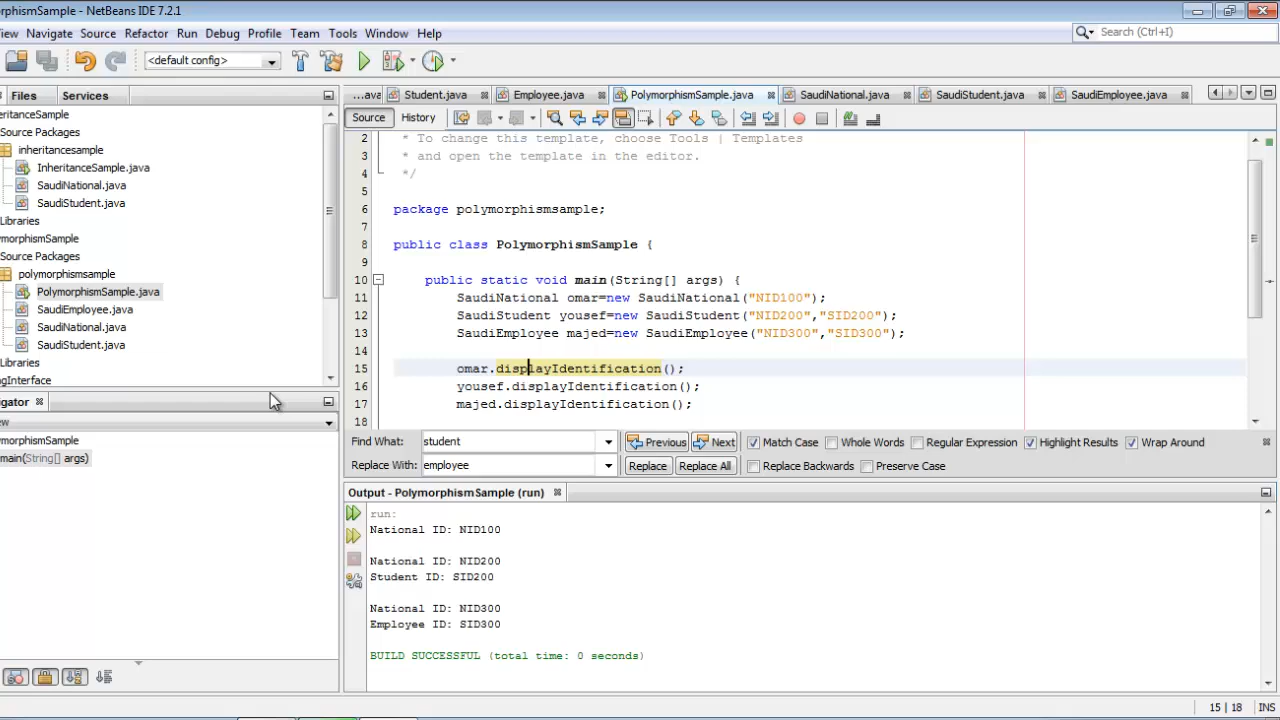 rphismSample - NetBeans IDE 7.2.1
iew Navigate Source Refactor Run Debug Profile Team Tools Window Help
Search (Ctrl+I)
<default config>
Files Services
...ava Student.java Employee.java PolymorphismSample.java SaudiNational.java SaudiStudent.java SaudiEmployee.java
Source History
eritanceSample
Source Packages
inheritancesample
InheritanceSample.java
SaudiNational.java
SaudiStudent.java
Libraries
ymorphismSample
Source Packages
polymorphismsample
PolymorphismSample.java
SaudiEmployee.java
SaudiNational.java
SaudiStudent.java
Libraries
ngInterface
igator
ew
ymorphismSample
main(String[] args)
2 * To change this template, choose Tools | Templates
3 * and open the template in the editor.
4 */
5
6 package polymorphismsample;
7
8 public class PolymorphismSample {
9
10 public static void main(String[] args) {
11 SaudiNational omar=new SaudiNational("NID100");
12 SaudiStudent yousef=new SaudiStudent("NID200","SID200");
13 SaudiEmployee majed=new SaudiEmployee("NID300","SID300");
14
15 omar.displayIdentification();
16 yousef.displayIdentification();
17 majed.displayIdentification();
18
Find What: student Previous Next Match Case Whole Words Regular Expression Highlight Results Wrap Around
Replace With: employee Replace Replace All Replace Backwards Preserve Case
Output - PolymorphismSample (run)
run:
National ID: NID100
National ID: NID200
Student ID: SID200
National ID: NID300
Employee ID: SID300
BUILD SUCCESSFUL (total time: 0 seconds)
15 | 18 INS